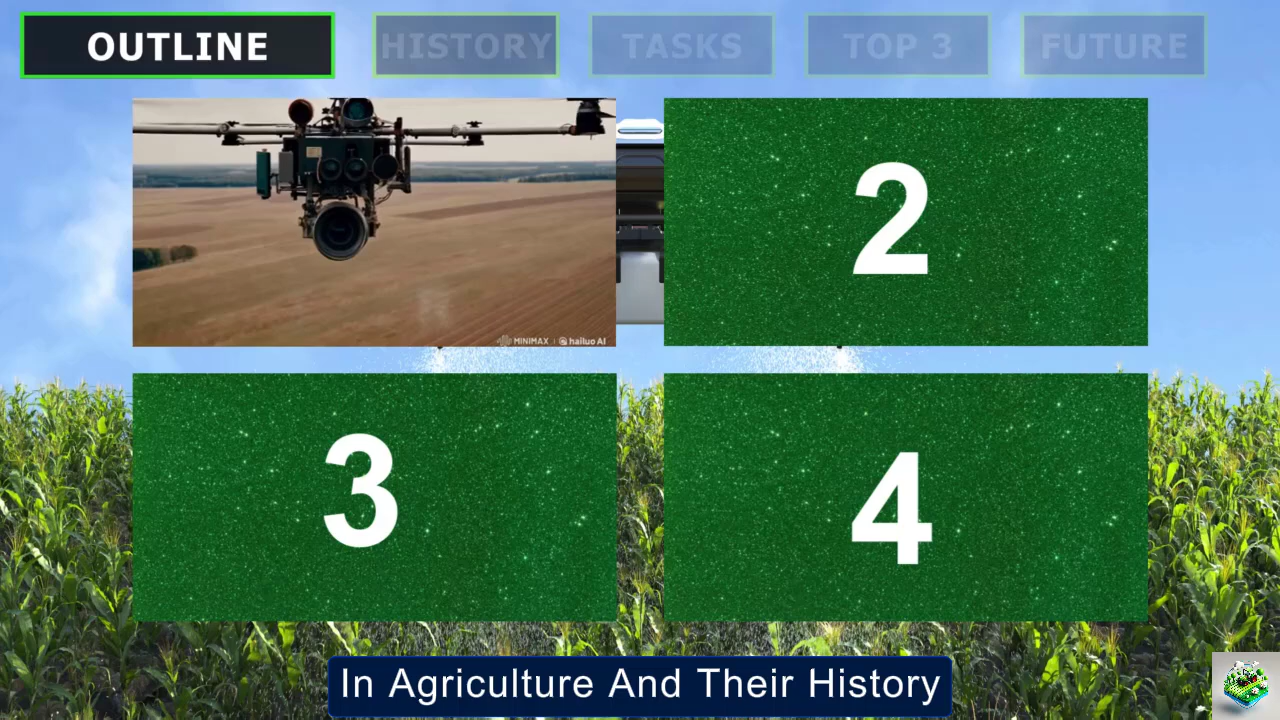 OUTLINE
HISTORY
TASKS
TOP 3
FUTURE
MINIMAX | hailuo AI
2
3
4
In Agriculture And Their History